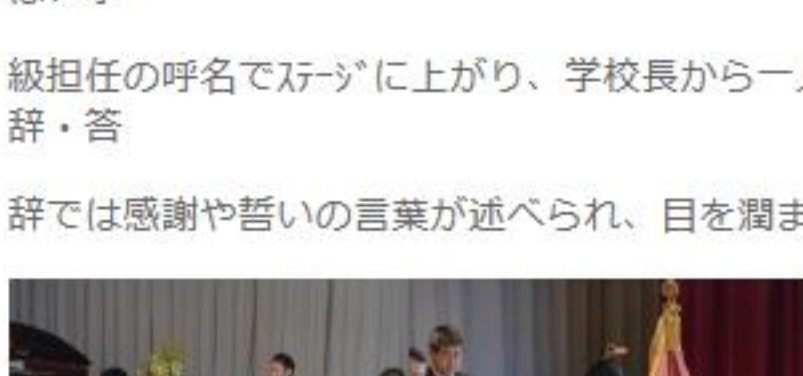 級担任の呼名でｽﾃｰｼﾞに上がり、学校長から一
辞・答
辞では感謝や誓いの言葉が述べられ、目を潤ま